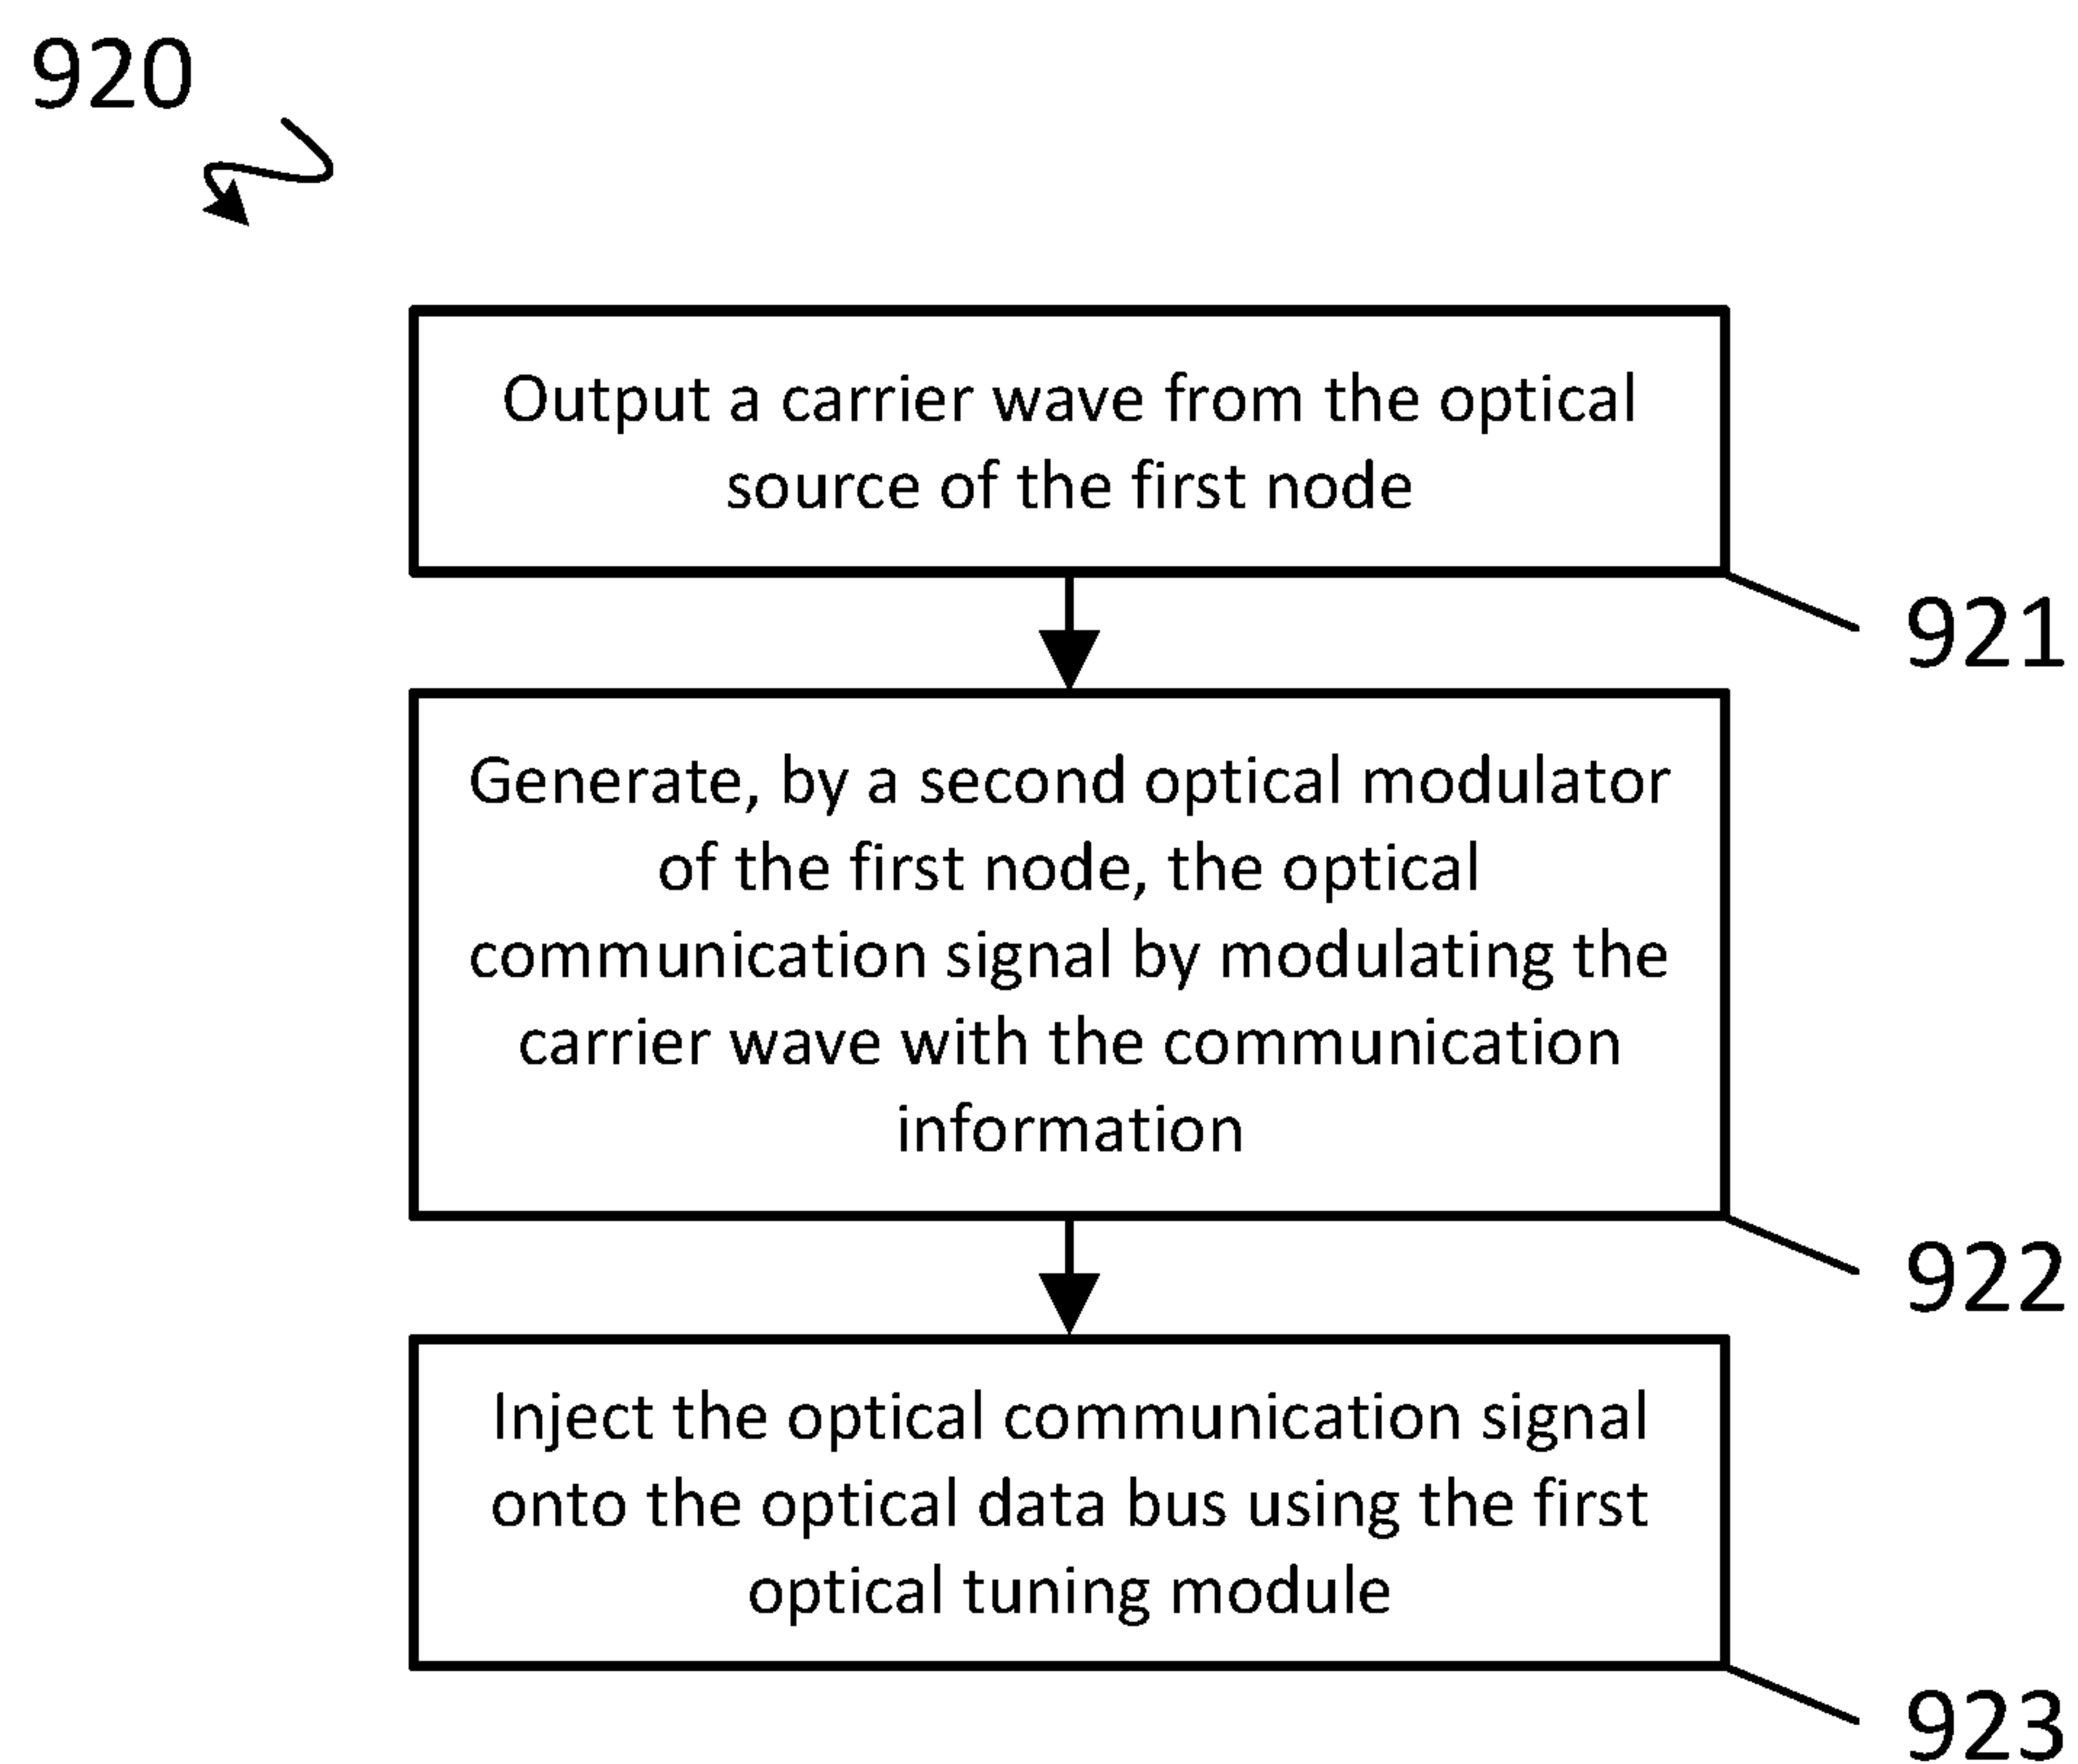 920
Output a carrier wave from the optical
source of the first node
921
Generate, by a second optical modulator
of the first node, the optical
communication signal by modulating the
carrier wave with the communication
information
922
Inject the optical communication signal
onto the optical data bus using the first
optical tuning module
923